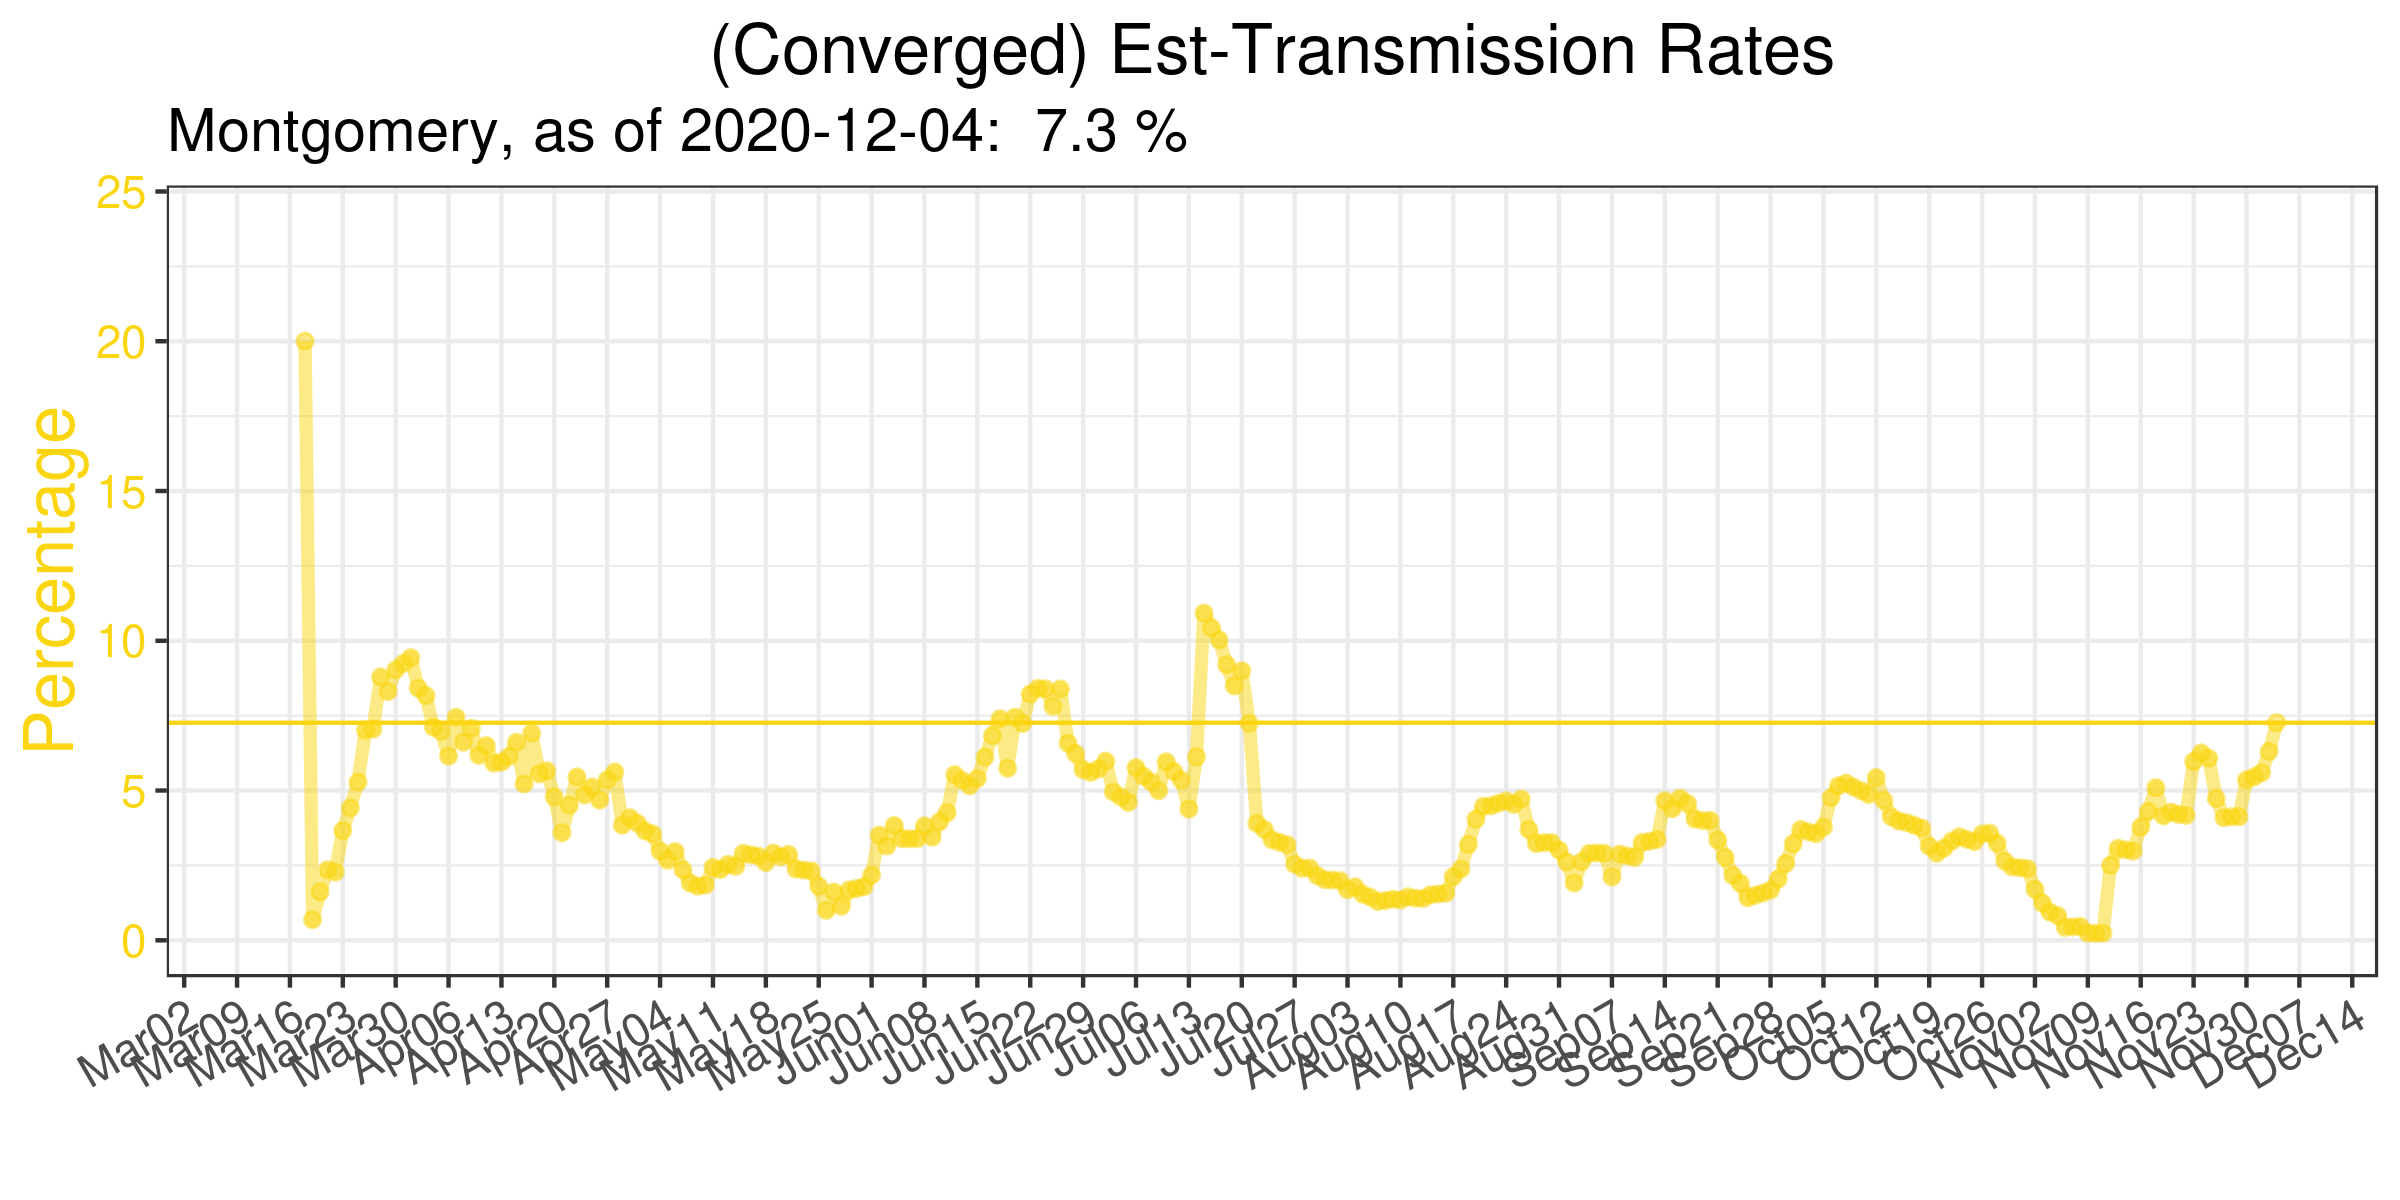 (Converged) Est-Transmission Rates
Montgomery, as of 2020-12-04: 7.3 %
Percentage
25
20
15
10
5
0
Mar02
Mar09
Mar16
Mar23
Mar30
Apr06
Apr13
Apr20
Apr27
May04
May11
May18
May25
Jun01
Jun08
Jun15
Jun22
Jun29
Jul06
Jul13
Jul20
Jul27
Aug03
Aug10
Aug17
Aug24
Aug31
Sep07
Sep14
Sep21
Sep28
Oct05
Oct12
Oct19
Oct26
Nov02
Nov09
Nov16
Nov23
Nov30
Dec07
Dec14